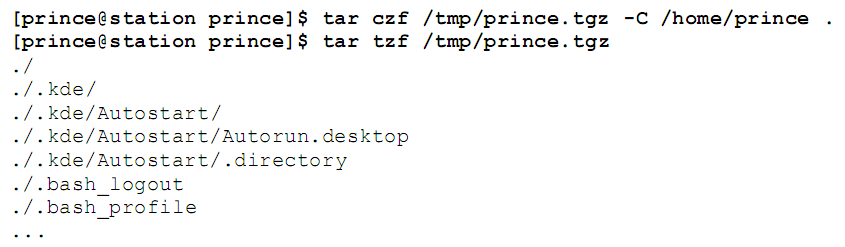 [prince@station prince]$ tar czf /tmp/prince.tgz -C /home/prince .
[prince@station prince]$ tar tzf /tmp/prince.tgz
./
./.kde/
./.kde/Autostart/
./.kde/Autostart/Autorun.desktop
./.kde/Autostart/.directory
./.bash_logout
./.bash_profile
...